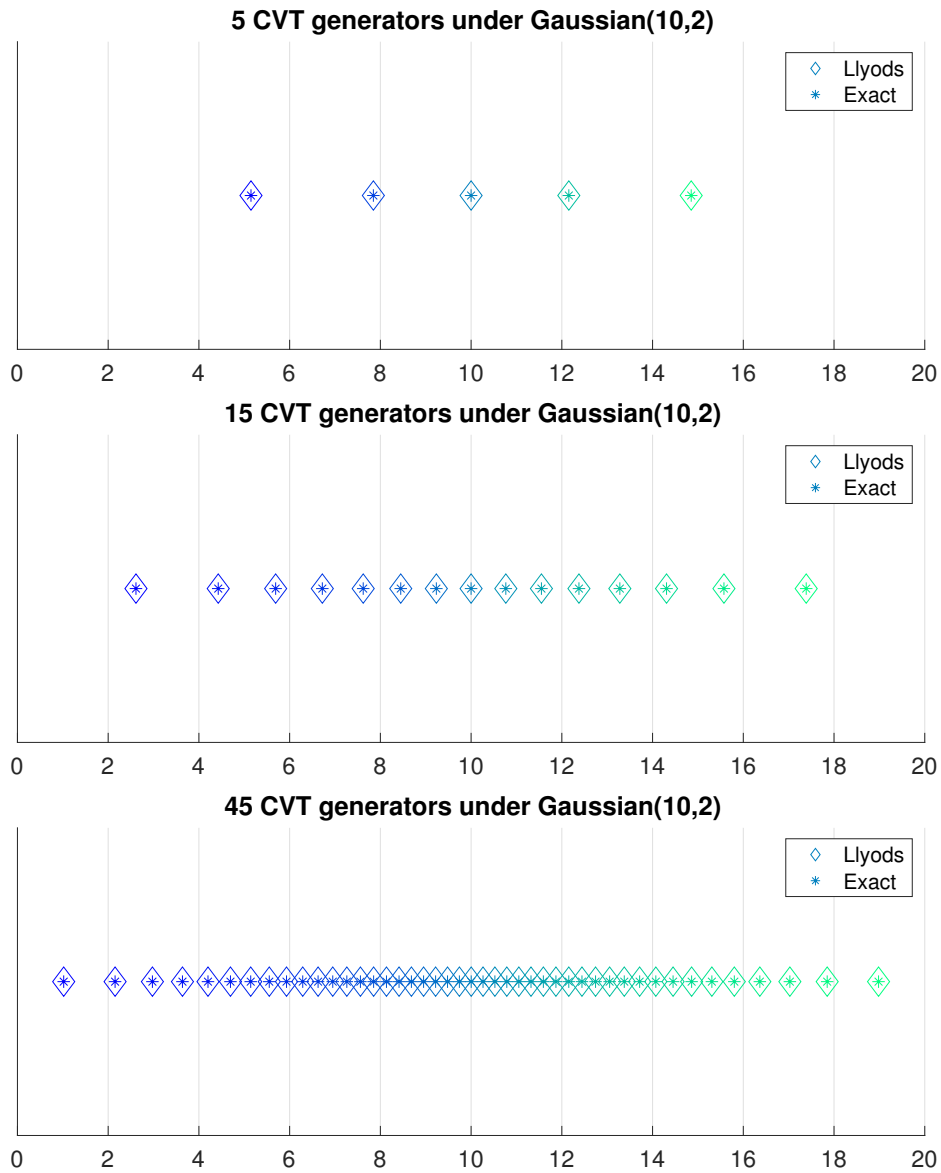 5 CVT generators under Gaussian(10,2)
Llyods
Exact
0 2 4 6 8 10 12 14 16 18 20
15 CVT generators under Gaussian(10,2)
Llyods
Exact
0 2 4 6 8 10 12 14 16 18 20
45 CVT generators under Gaussian(10,2)
Llyods
Exact
0 2 4 6 8 10 12 14 16 18 20